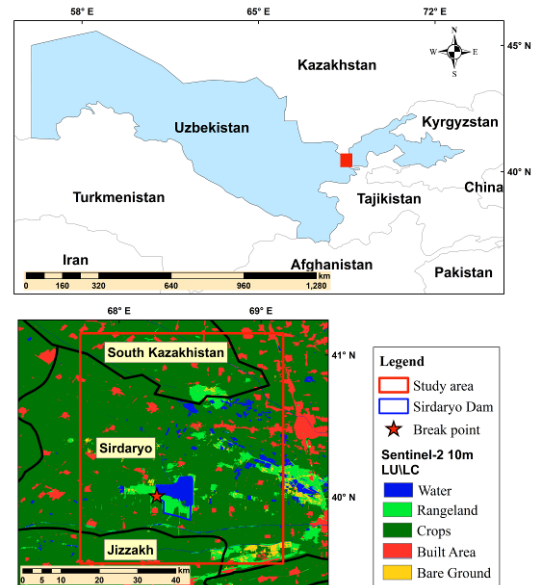 58° E
65° E
72° E
45° N
40° N
N
W
E
S
Kazakhstan
Uzbekistan
Kyrgyzstan
China
Turkmenistan
Tajikistan
Iran
Afghanistan
Pakistan
km
0 160 320 640 960 1,280
68° E
69° E
41° N
40° N
South Kazakhistan
Sirdaryo
Jizzakh
km
0 5 10 20 30 40
Legend
Study area
Sirdaryo Dam
Break point
Sentinel-2 10m
LU\LC
Water
Rangeland
Crops
Built Area
Bare Ground